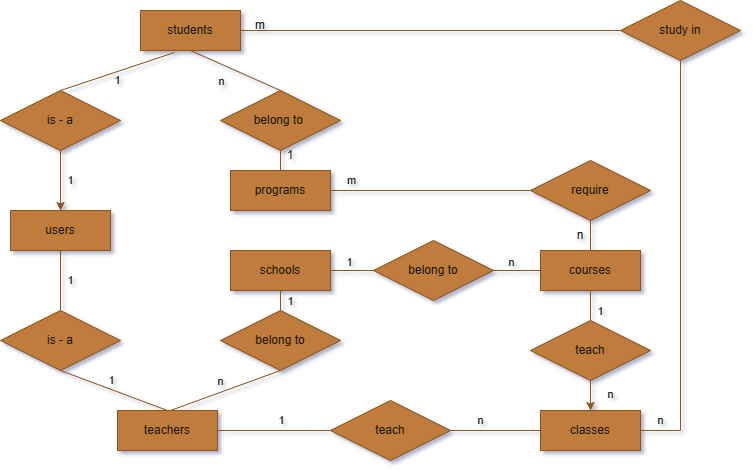 students
m
study in
1
n
is - a
belong to
1
1
programs
m
require
users
n
schools
1
belong to
n
courses
1
1
1
is - a
belong to
teach
1
n
n
teachers
1
teach
n
classes
n